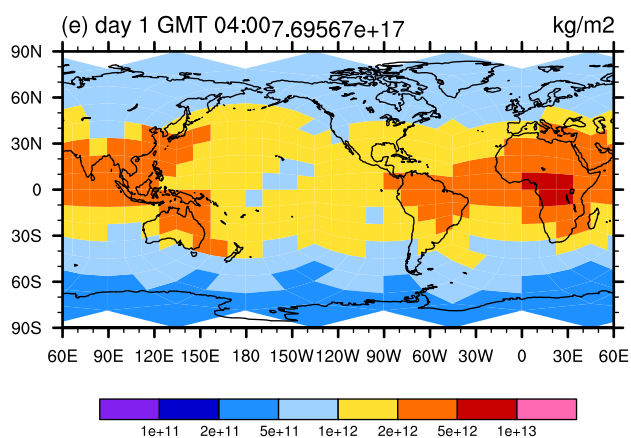 (e) day 1 GMT 04:00 7.69567e+17 kg/m2
90N
60N
30N
0
30S
60S
90S
60E 90E 120E 150E 180 150W 120W 90W 60W 30W 0 30E 60E
1e+11 2e+11 5e+11 1e+12 2e+12 5e+12 1e+13